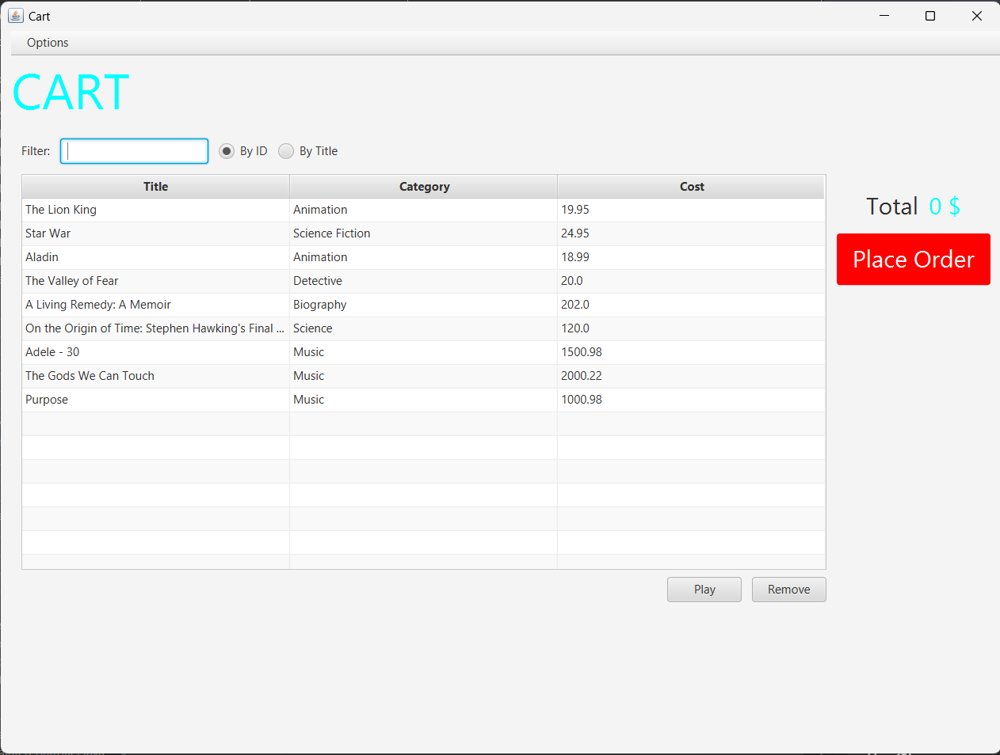 Cart
Options
CART
Filter: By ID By Title
Title Category Cost
The Lion King Animation 19.95
Star War Science Fiction 24.95
Aladin Animation 18.99
The Valley of Fear Detective 20.0
A Living Remedy: A Memoir Biography 202.0
On the Origin of Time: Stephen Hawking's Final ... Science 120.0
Adele - 30 Music 1500.98
The Gods We Can Touch Music 2000.22
Purpose Music 1000.98
Total 0 $
Place Order
Play Remove